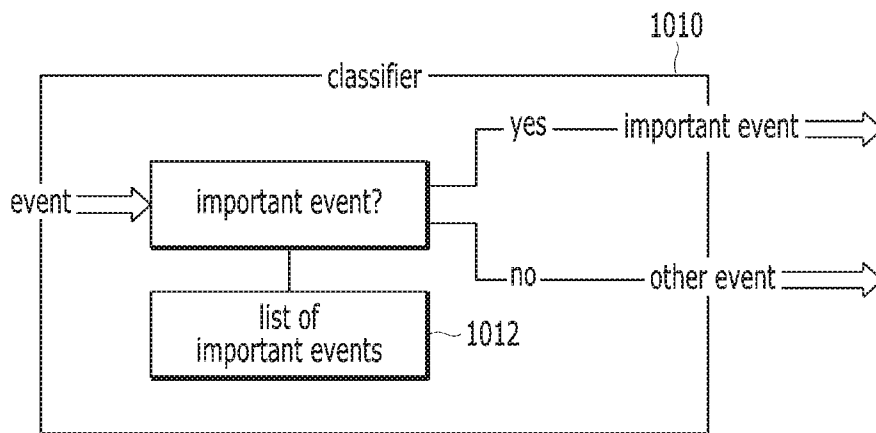 1010
classifier
yes
important event
event
important event?
no
other event
list of
important events
1012